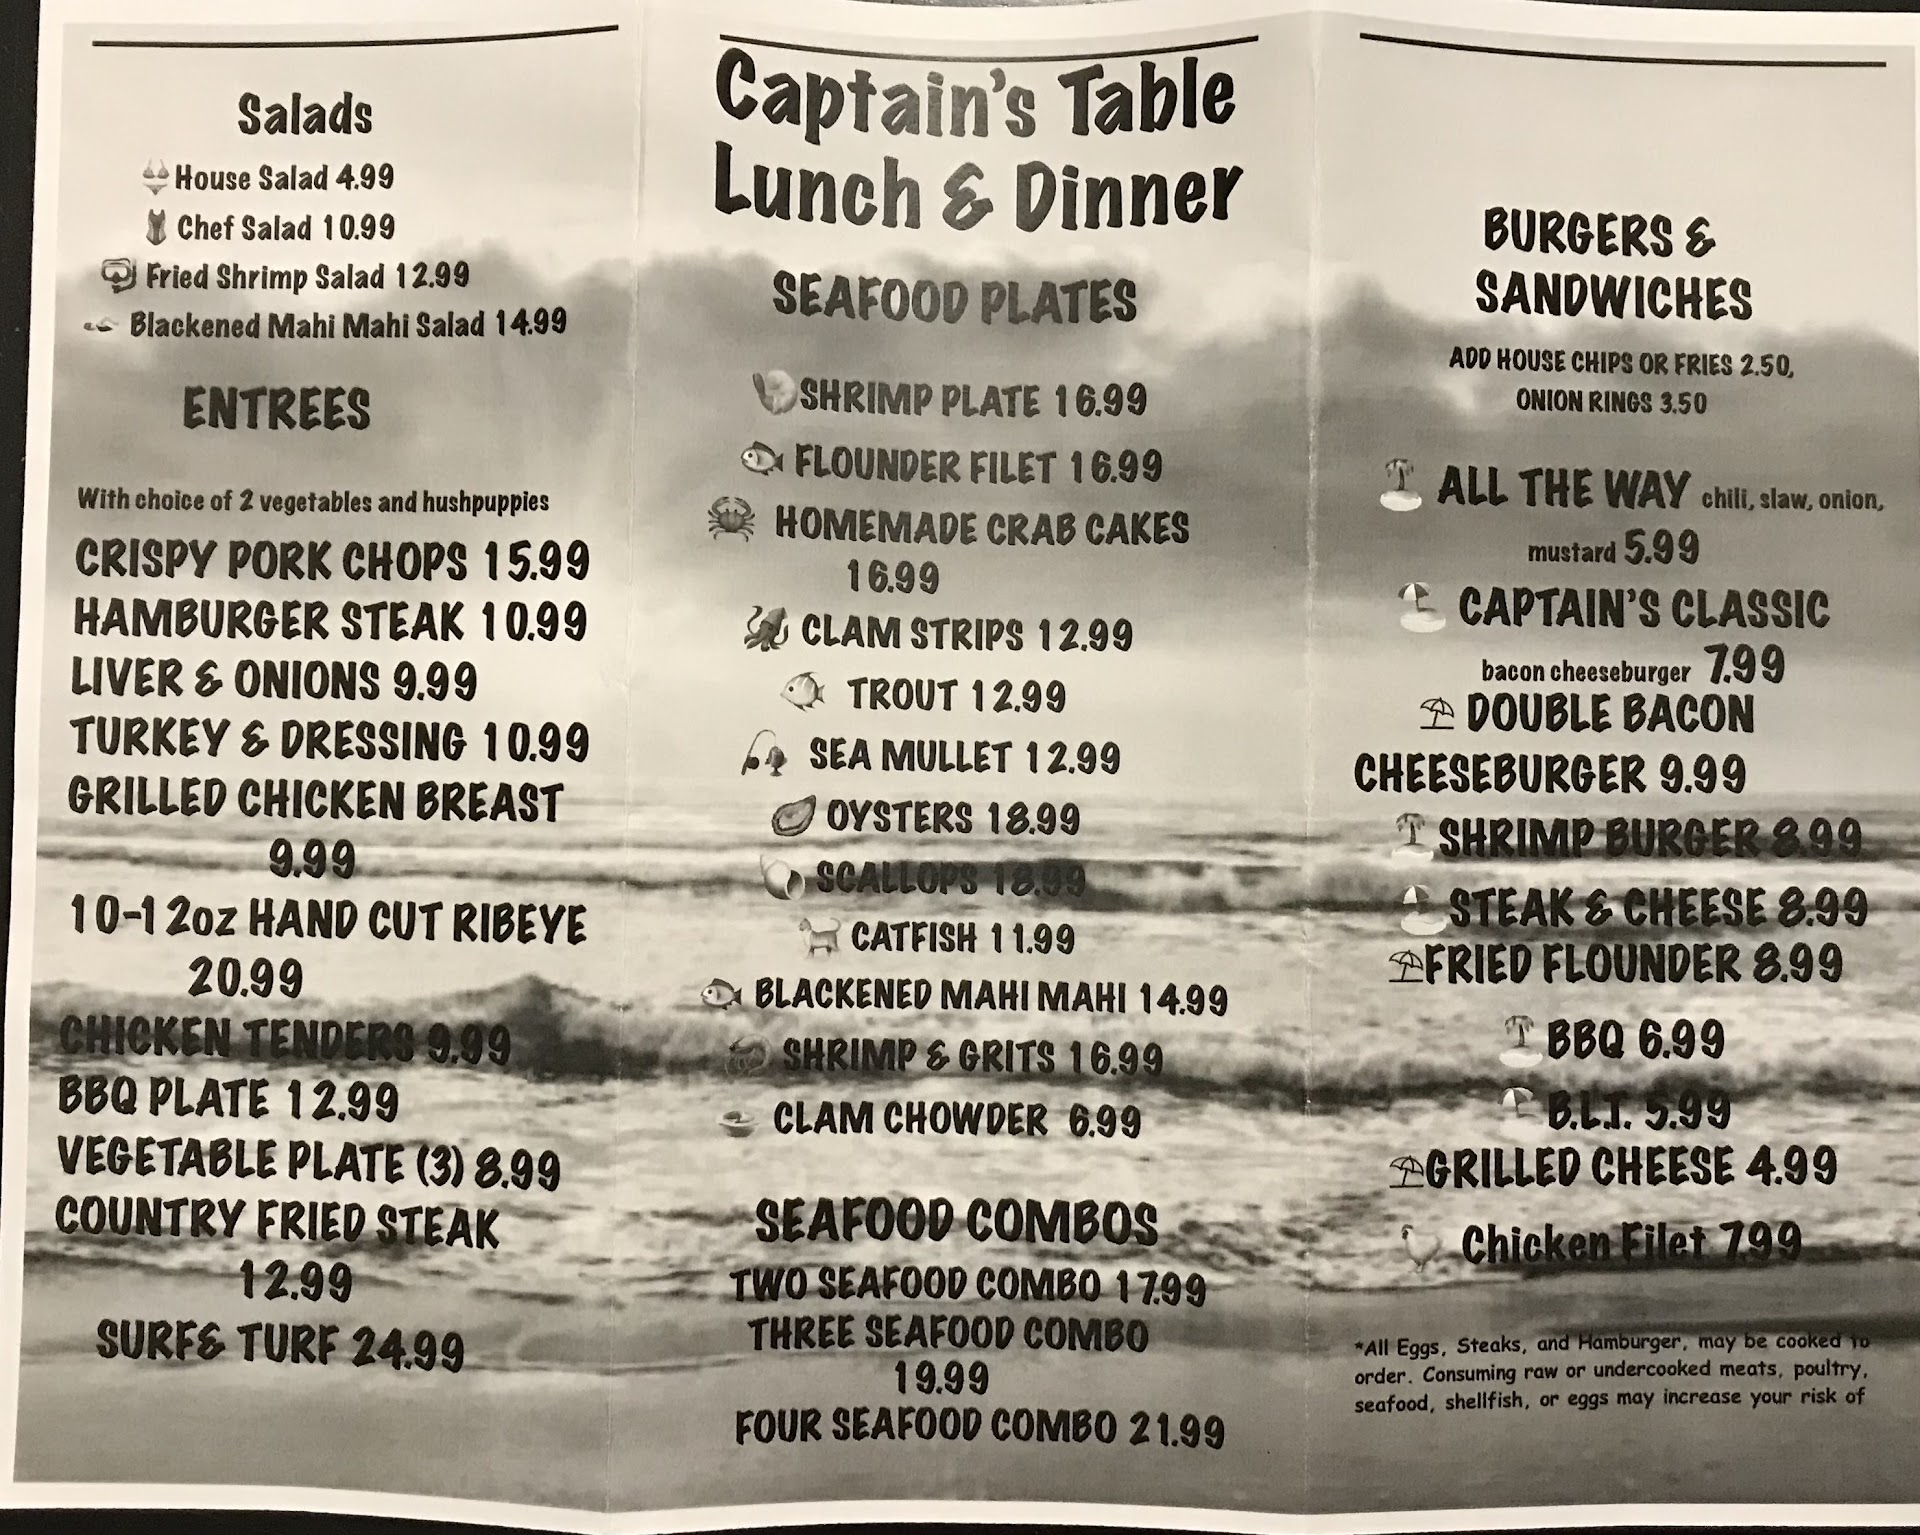 Salads
House Salad 4.99
Chef Salad 10.99
Fried Shrimp Salad 12.99
Blackened Mahi Mahi Salad 14.99
ENTREES
With choice of 2 vegetables and hushpuppies
CRISPY PORK CHOPS 15.99
HAMBURGER STEAK 10.99
LIVER & ONIONS 9.99
TURKEY & DRESSING 10.99
GRILLED CHICKEN BREAST
9.99
10-12oz HAND CUT RIBEYE
20.99
CHICKEN TENDERS 9.99
BBQ PLATE 12.99
VEGETABLE PLATE (3) 8.99
COUNTRY FRIED STEAK
12.99
SURF& TURF 24.99
Captain's Table
Lunch & Dinner
SEAFOOD PLATES
SHRIMP PLATE 16.99
FLOUNDER FILET 16.99
HOMEMADE CRAB CAKES
16.99
CLAM STRIPS 12.99
TROUT 12.99
SEA MULLET 12.99
OYSTERS 18.99
SCALLOPS 18.99
CATFISH 11.99
BLACKENED MAHI MAHI 14.99
SHRIMP & GRITS 16.99
CLAM CHOWDER 6.99
SEAFOOD COMBOS
TWO SEAFOOD COMBO 17.99
THREE SEAFOOD COMBO
19.99
FOUR SEAFOOD COMBO 21.99
BURGERS &
SANDWICHES
ADD HOUSE CHIPS OR FRIES 2.50,
ONION RINGS 3.50
ALL THE WAY chili, slaw, onion,
mustard 5.99
CAPTAIN'S CLASSIC
bacon cheeseburger 7.99
DOUBLE BACON
CHEESEBURGER 9.99
SHRIMP BURGER 8.99
STEAK & CHEESE 8.99
FRIED FLOUNDER 8.99
BBQ 6.99
B.L.T. 5.99
GRILLED CHEESE 4.99
Chicken Filet 7.99
*All Eggs, Steaks, and Hamburger, may be cooked to
order. Consuming raw or undercooked meats, poultry,
seafood, shellfish, or eggs may increase your risk of